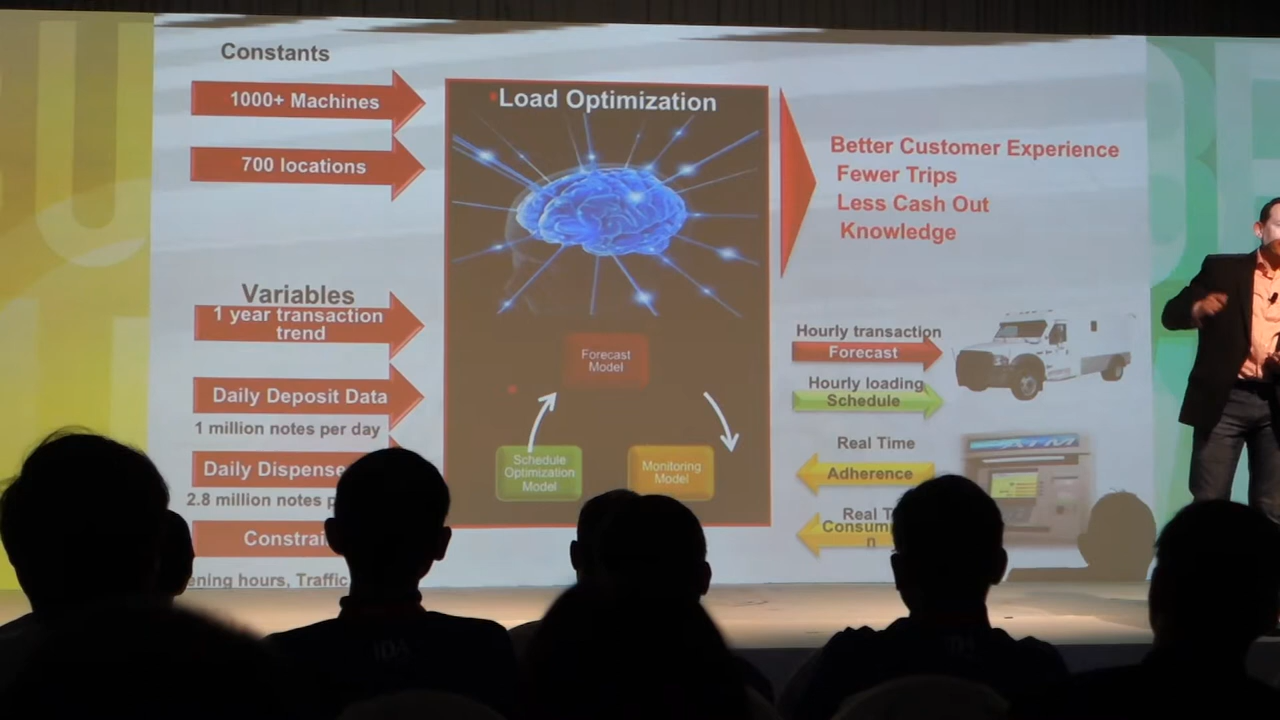 Constants
1000+ Machines
700 locations
Variables
1 year transaction
trend
Daily Deposit Data
1 million notes per day
Daily Dispense
2.8 million notes
Load Optimization
Forecast
Model
Schedule
Optimization
Model
Monitoring
Model
Better Customer Experience
Fewer Trips
Less Cash Out
Knowledge
Hourly transaction
Forecast
Hourly loading
Schedule
Real Time
Adherence
Real
ATM
hours, Traffic